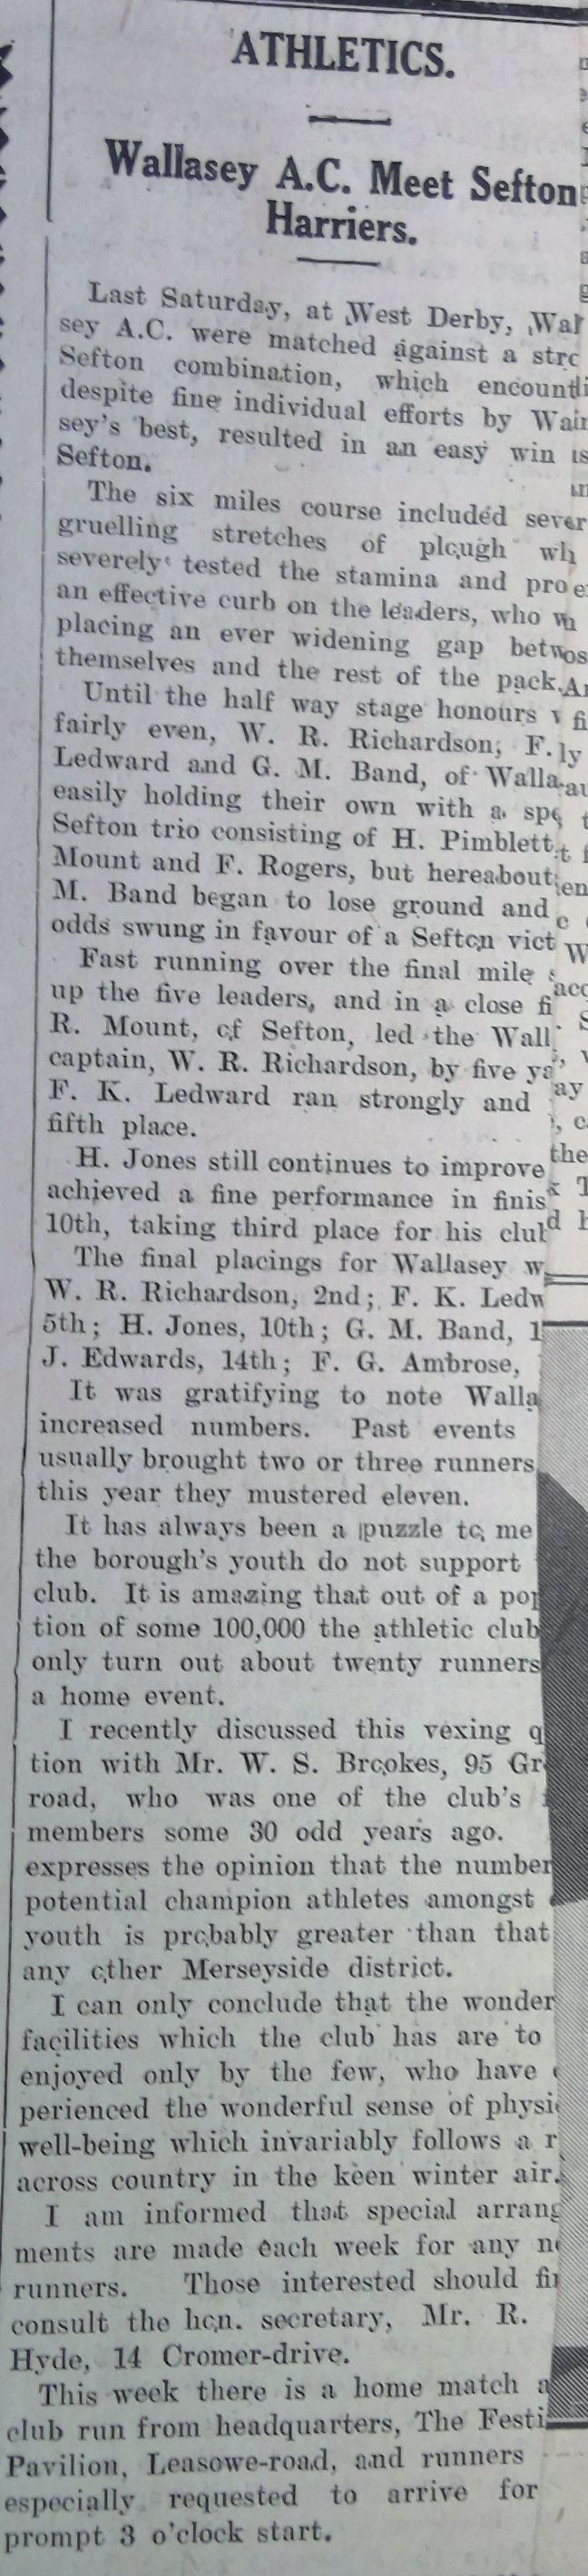 ATHLETICS.
Wallasey A.C. Meet Sefton
Harriers.
Last Saturday, at West Derby, Wal
sey A.C. were matched against a strc
Sefton combination, which encount
despite fine individual efforts by Wa
sey's best, resulted in an easy win
Sefton.
The six miles course included sever
gruelling stretches of plough wh
severely tested the stamina and pro
an effective curb on the leaders, who w
placing an ever widening gap betw
themselves and the rest of the pack.
Until the half way stage honours
fairly even, W. R. Richardson, F.
Ledward and G. M. Band, of Walla
easily holding their own with a spe
Sefton trio consisting of H. Pimblett
Mount and F. Rogers, but hereabout
M. Band began to lose ground and
odds swung in favour of a Sefton vict
Fast running over the final mile s
up the five leaders, and in a close fi
R. Mount, of Sefton, led the Wall
captain, W. R. Richardson, by five ya
F. K. Ledward ran strongly and
fifth place.
H. Jones still continues to improve
achieved a fine performance in finis
10th, taking third place for his club
The final placings for Wallasey w
W. R. Richardson, 2nd; F. K. Ledw
5th; H. Jones, 10th; G. M. Band, 1
J. Edwards, 14th; F. G. Ambrose,
It was gratifying to note Walla
increased numbers. Past events
usually brought two or three runners
this year they mustered eleven.
It has always been a puzzle to me
the borough's youth do not support
club. It is amazing that out of a pop
tion of some 100,000 the athletic club
only turn out about twenty runners
a home event.
I recently discussed this vexing q
tion with Mr. W. S. Brookes, 95 Gr
road, who was one of the club's
members some 30 odd years ago.
expresses the opinion that the number
potential champion athletes amongst
youth is probably greater than that
any other Merseyside district.
I can only conclude that the wonder
facilities which the club has are to
enjoyed only by the few, who have
perienced the wonderful sense of physi
well-being which invariably follows a r
across country in the keen winter air.
I am informed that special arrang
ments are made each week for any ne
runners. Those interested should fir
consult the hon. secretary, Mr. R.
Hyde, 14 Cromer-drive.
This week there is a home match a
club run from headquarters, The Festi
Pavilion, Leasowe-road, and runners
especially requested to arrive for
prompt 3 o'clock start.